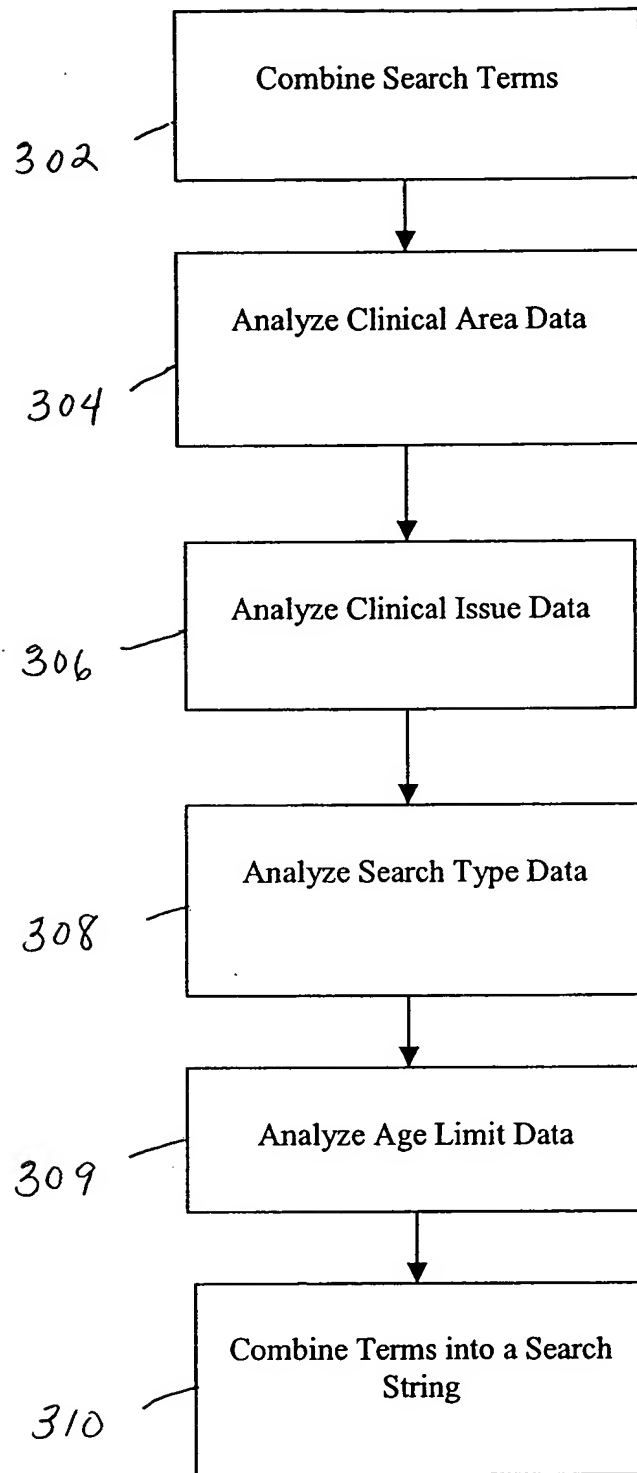 Combine Search Terms
302
Analyze Clinical Area Data
304
Analyze Clinical Issue Data
306
Analyze Search Type Data
308
Analyze Age Limit Data
309
Combine Terms into a Search
String
310